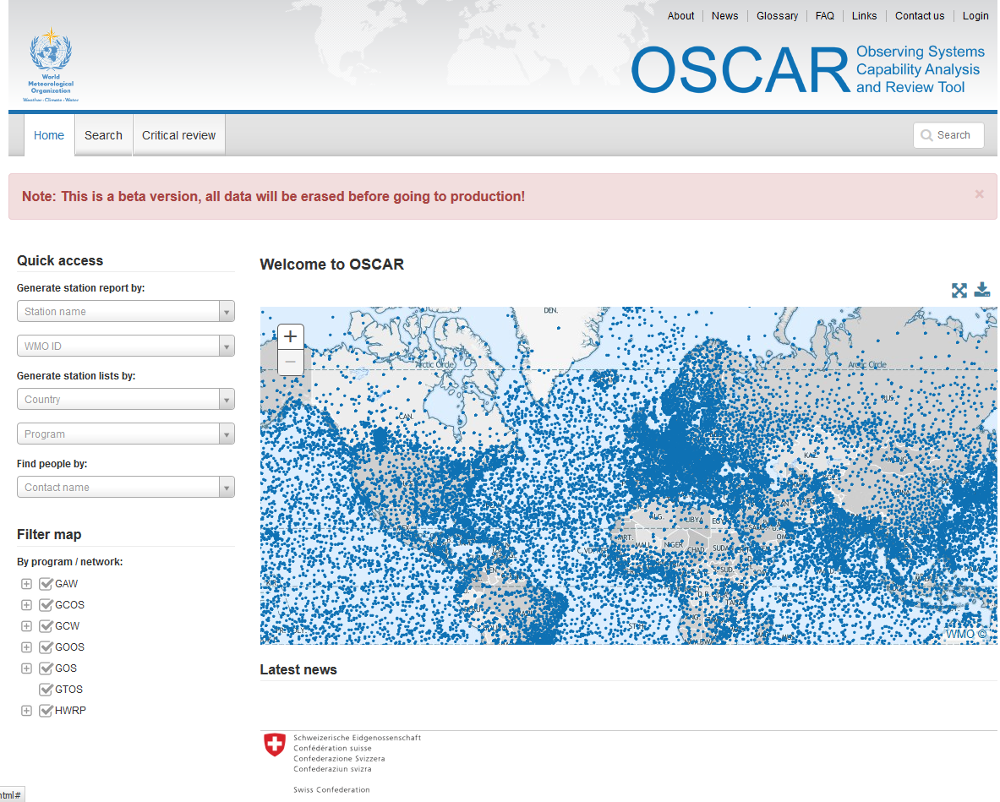 About
News
Glossary
FAQ
Links
Contact us
Login
World
Meteorological
Organization
Weather · Climate · Water
OSCAR
Observing Systems
Capability Analysis
and Review Tool
Home
Search
Critical review
Search
Note: This is a beta version, all data will be erased before going to production!
×
Quick access
Generate station report by:
Station name
WMO ID
Generate station lists by:
Country
Program
Find people by:
Contact name
Filter map
By program / network:
GAW
GCOS
GCW
GOOS
GOS
GTOS
HWRP
Welcome to OSCAR
+
−
DEN.
Arctic Circle
Arctic Circle
CAN.
ALG.
LIBYA
NIGER
CHAD
WMO ©
Latest news
Schweizerische Eidgenossenschaft
Confédération suisse
Confederazione Svizzera
Confederaziun svizra
Swiss Confederation
html#